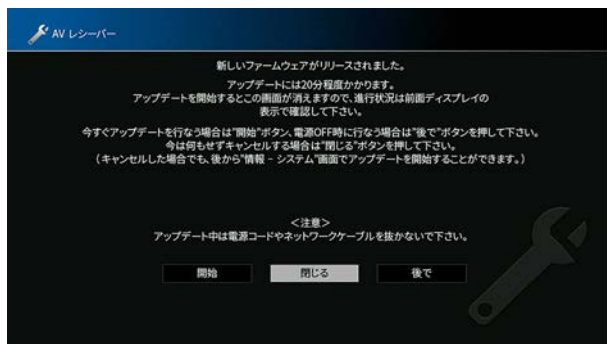 AV レシーバー
新しいファームウェアがリリースされました。
アップデートには20分程度かかります。
アップデートを開始するとこの画面が消えますので、進行状況は前面ディスプレイの
表示で確認して下さい。
今すぐアップデートを行なう場合は"開始"ボタン、電源OFF時に行なう場合は"後で"ボタンを押して下さい。
今は何もせずキャンセルする場合は"閉じる"ボタンを押して下さい。
(キャンセルした場合でも、後から"情報 – システム"画面でアップデートを開始することができます。)
<注意>
アップデート中は電源コードやネットワークケーブルを抜かないで下さい。
開始 閉じる 後で